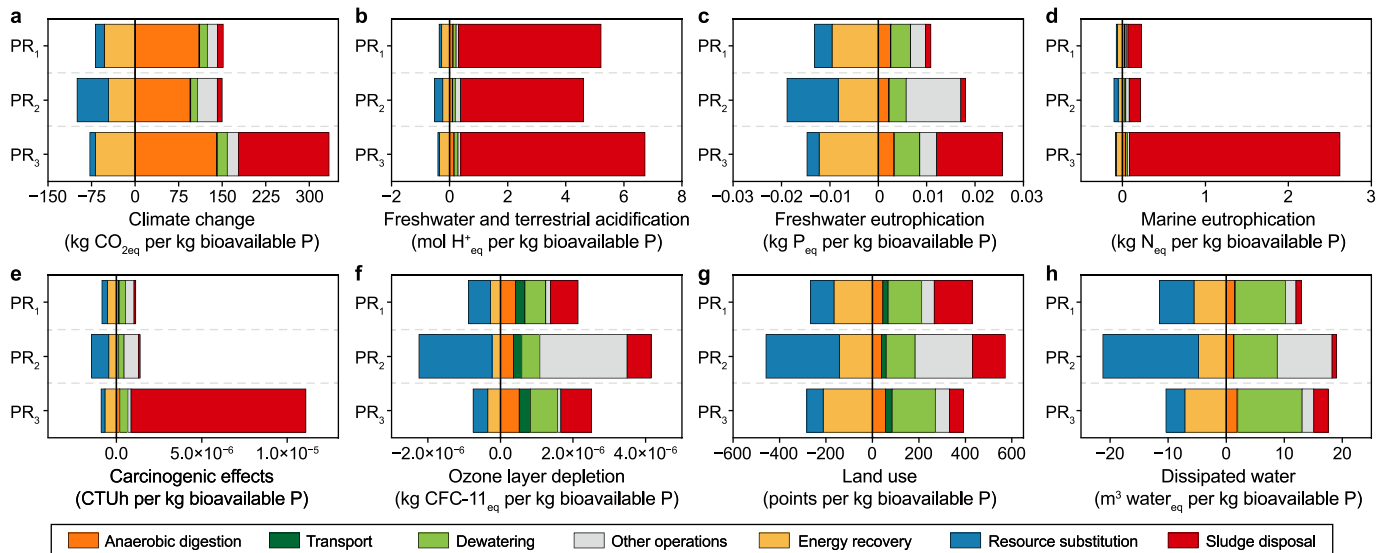 a b c d
PR1
PR2
PR3
−150 −75 0 75 150 225 300
Climate change
(kg CO2eq per kg bioavailable P)
−2 0 2 4 6 8
Freshwater and terrestrial acidification
(mol H+eq per kg bioavailable P)
PR1
PR2
PR3
−0.03 −0.02 −0.01 0 0.01 0.02 0.03
Freshwater eutrophication
(kg Peq per kg bioavailable P)
PR1
PR2
PR3
0 1 2 3
Marine eutrophication
(kg Neq per kg bioavailable P)
PR1
PR2
PR3
e f g h
PR1
PR2
PR3
0 5.0×10−6 1.0×10−5
Carcinogenic effects
(CTUh per kg bioavailable P)
PR1
PR2
PR3
−2.0×10−6 0 2.0×10−6 4.0×10−6
Ozone layer depletion
(kg CFC-11eq per kg bioavailable P)
PR1
PR2
PR3
−600 −400 −200 0 200 400 600
Land use
(points per kg bioavailable P)
PR1
PR2
PR3
−20 −10 0 10 20
Dissipated water
(m3 watereq per kg bioavailable P)
PR1
PR2
PR3
Anaerobic digestion Transport Dewatering Other operations Energy recovery Resource substitution Sludge disposal